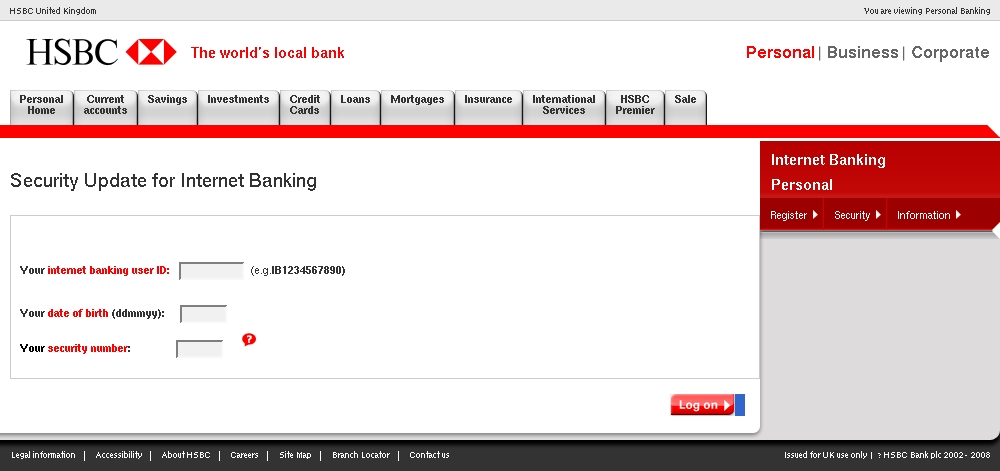 HSBC United Kingdom
You are viewing Personal Banking
HSBC The world's local bank
Personal | Business | Corporate
Personal Home
Current accounts
Savings
Investments
Credit Cards
Loans
Mortgages
Insurance
International Services
HSBC Premier
Sale
Internet Banking
Personal
Register Security Information
Security Update for Internet Banking
Your internet banking user ID: (e.g.IB1234567890)
Your date of birth (ddmmyy):
Your security number: ?
Log on
Legal information | Accessibility | About HSBC | Careers | Site Map | Branch Locator | Contact us
Issued for UK use only | ? HSBC Bank plc 2002 - 2008